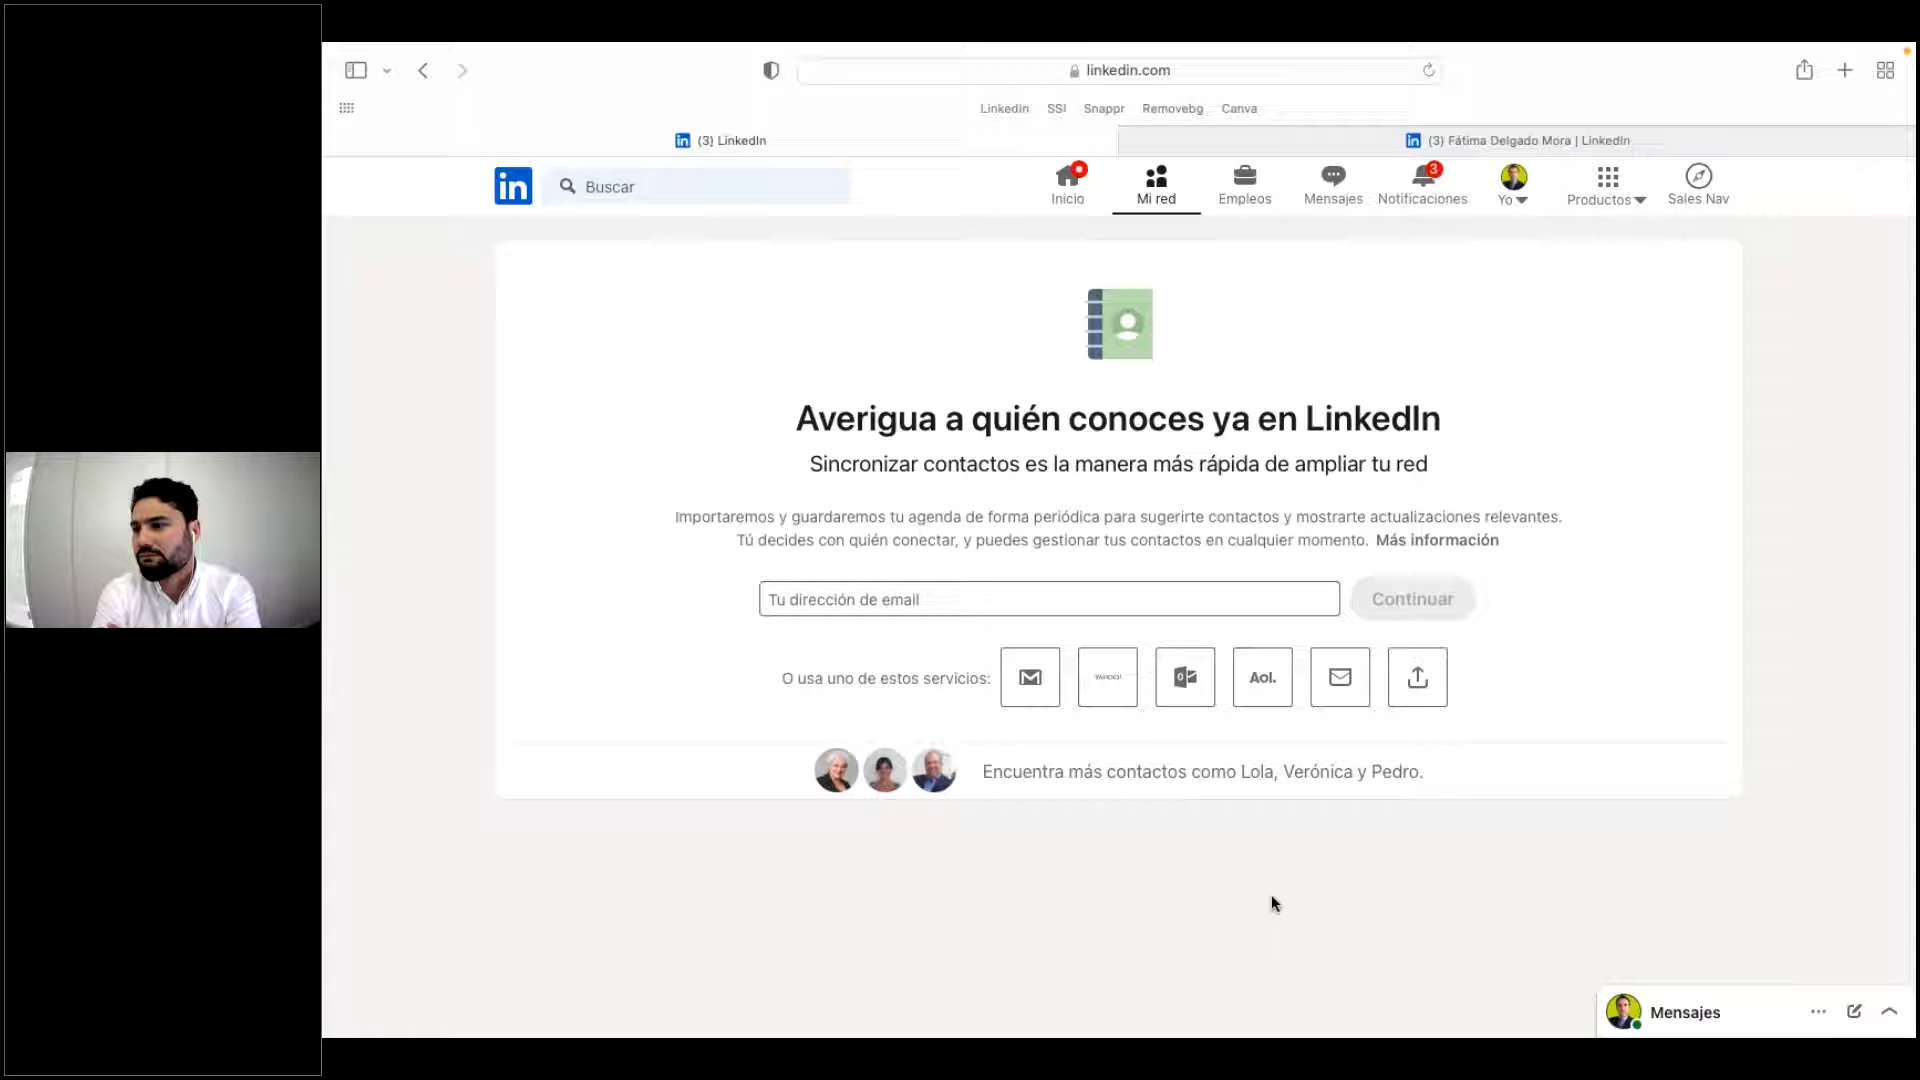 linkedin.com
LinkedIn SSI Snappr Removebg Canva
(3) LinkedIn
(3) Fátima Delgado Mora | LinkedIn
in
Buscar
Inicio
Mi red
Empleos
Mensajes
3
Notificaciones
Yo
Productos
Sales Nav
Averigua a quién conoces ya en LinkedIn
Sincronizar contactos es la manera más rápida de ampliar tu red
Importaremos y guardaremos tu agenda de forma periódica para sugerirte contactos y mostrarte actualizaciones relevantes.
Tú decides con quién conectar, y puedes gestionar tus contactos en cualquier momento. Más información
Tu dirección de email
Continuar
O usa uno de estos servicios:
YAHOO!
Aol.
Encuentra más contactos como Lola, Verónica y Pedro.
Mensajes